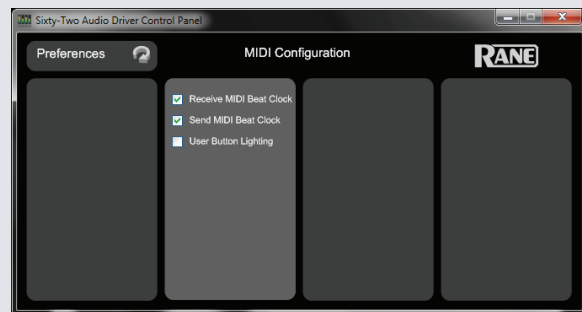 Sixty-Two Audio Driver Control Panel
Preferences
MIDI Configuration
RANE
Receive MIDI Beat Clock
Send MIDI Beat Clock
User Button Lighting